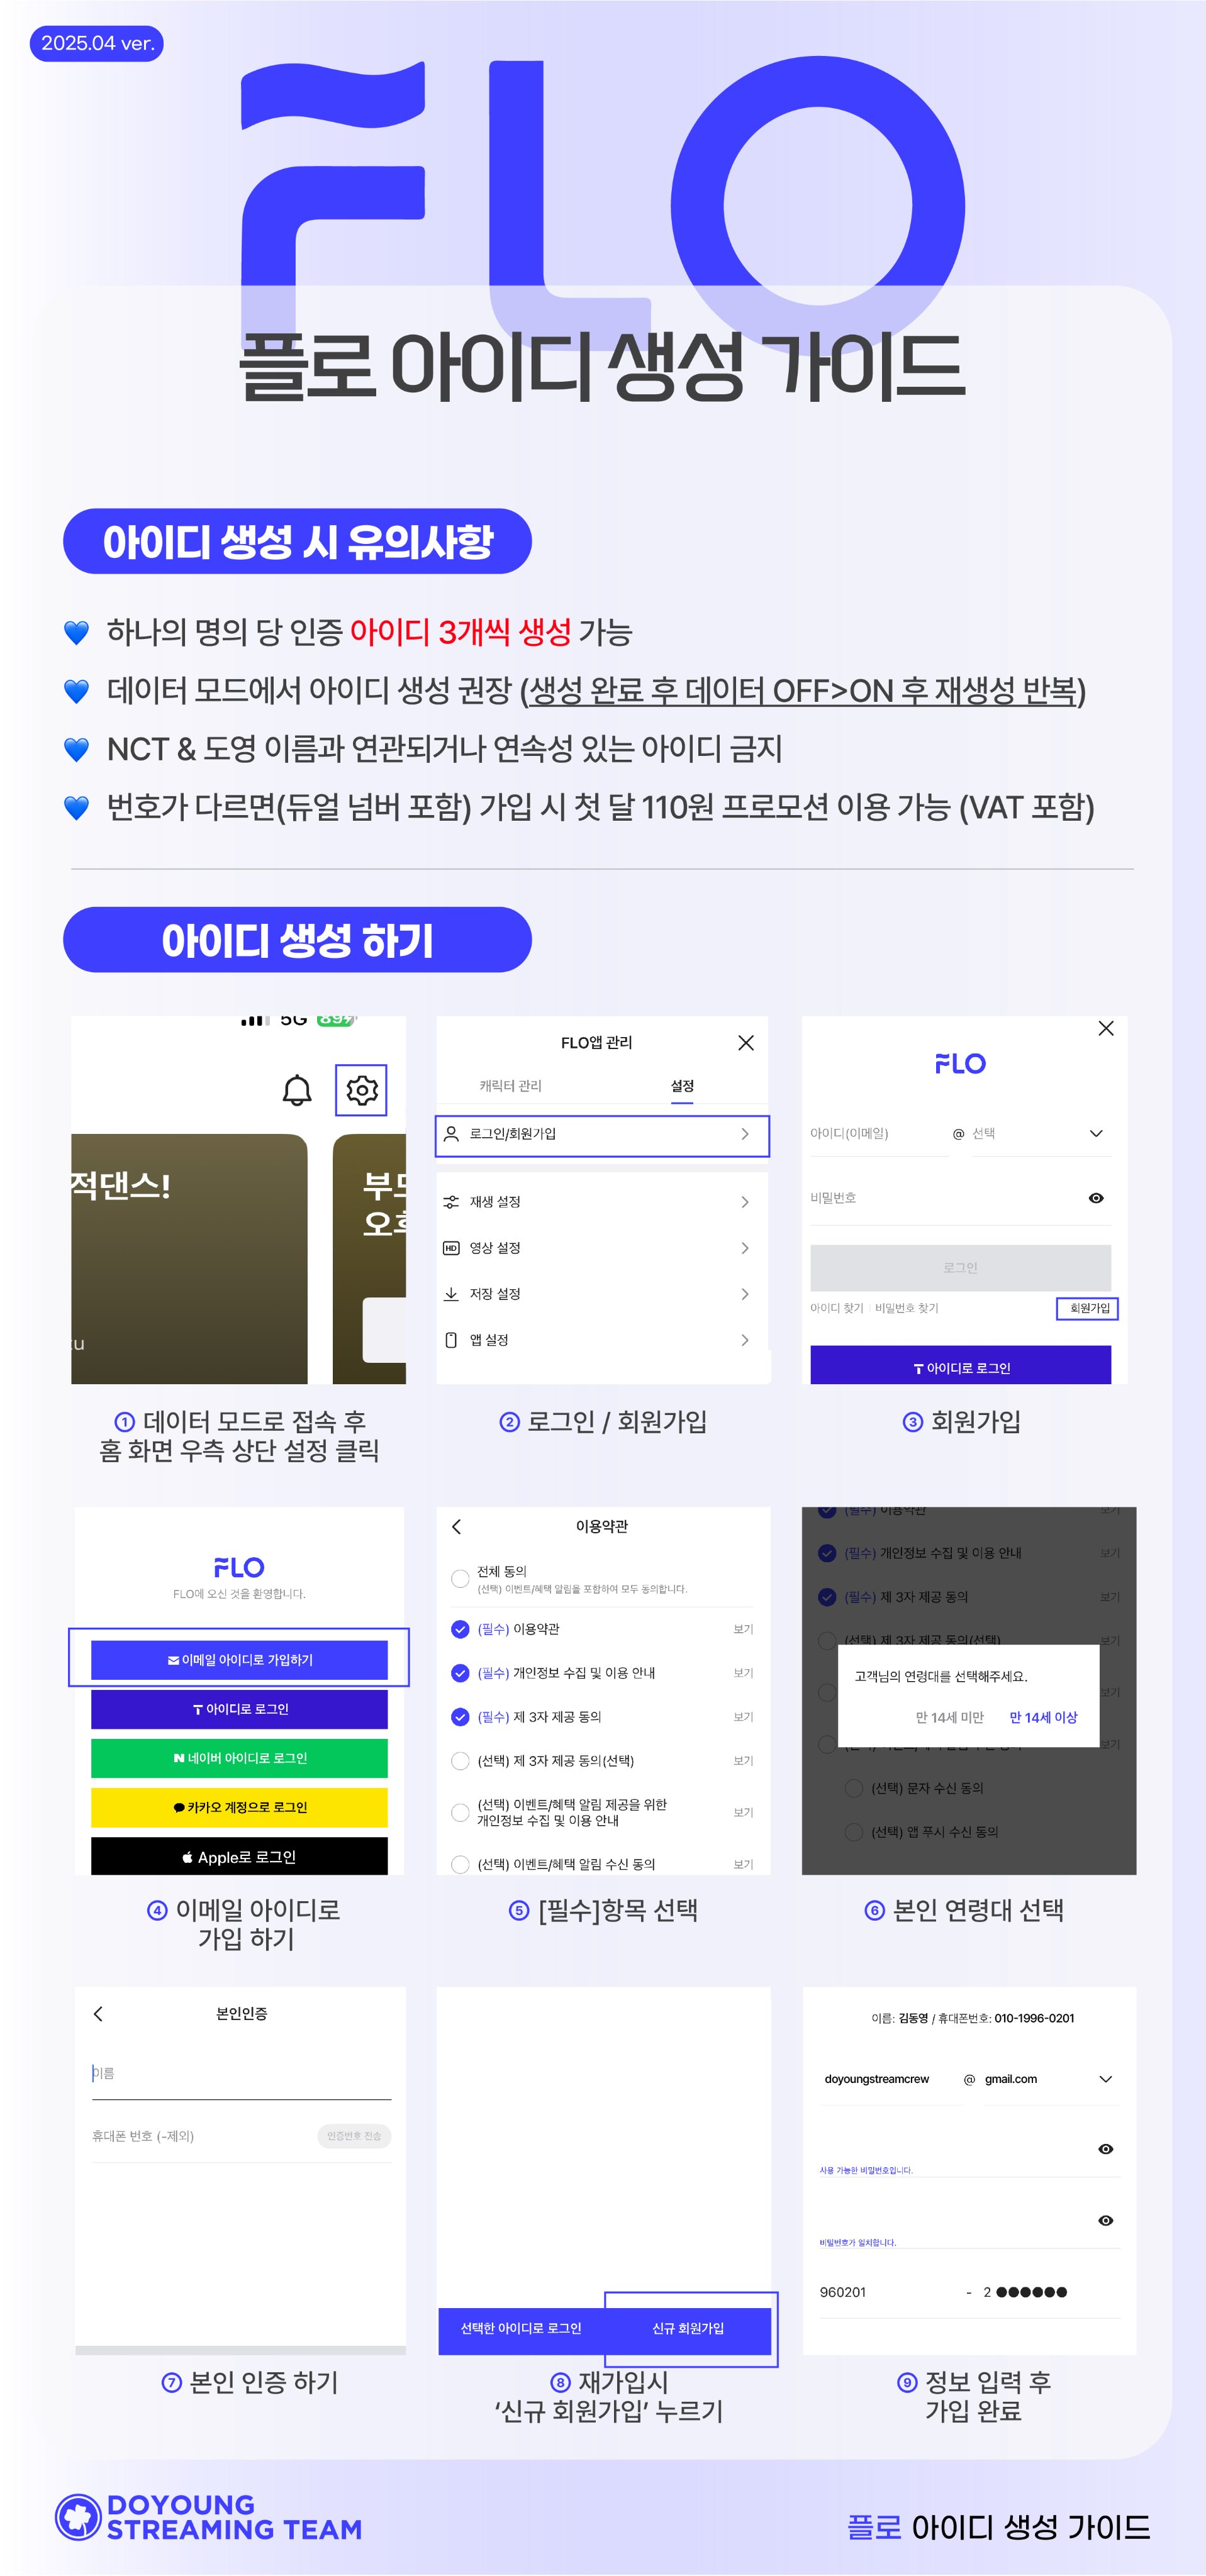 2025.04 ver.
FLO
플로 아이디 생성 가이드
아이디 생성 시 유의사항
💙 하나의 명의 당 인증 아이디 3개씩 생성 가능
💙 데이터 모드에서 아이디 생성 권장 (생성 완료 후 데이터 OFF>ON 후 재생성 반복)
💙 NCT & 도영 이름과 연관되거나 연속성 있는 아이디 금지
💙 번호가 다르면(듀얼 넘버 포함) 가입 시 첫 달 110원 프로모션 이용 가능 (VAT 포함)
아이디 생성 하기
5G 89
적댄스!
오후
① 데이터 모드로 접속 후
홈 화면 우측 상단 설정 클릭
FLO앱 관리
캐릭터 관리 설정
로그인/회원가입
재생 설정
HD 영상 설정
저장 설정
앱 설정
② 로그인 / 회원가입
FLO
아이디(이메일) @ 선택
비밀번호
로그인
아이디 찾기 | 비밀번호 찾기 회원가입
T 아이디로 로그인
③ 회원가입
FLO
FLO에 오신 것을 환영합니다.
이메일 아이디로 가입하기
T 아이디로 로그인
N 네이버 아이디로 로그인
카카오 계정으로 로그인
Apple로 로그인
④ 이메일 아이디로
가입 하기
이용약관
전체 동의
(선택) 이벤트/혜택 알림을 포함하여 모두 동의합니다.
(필수) 이용약관 보기
(필수) 개인정보 수집 및 이용 안내 보기
(필수) 제 3자 제공 동의 보기
(선택) 제 3자 제공 동의(선택) 보기
(선택) 이벤트/혜택 알림 제공을 위한
개인정보 수집 및 이용 안내 보기
(선택) 이벤트/혜택 알림 수신 동의 보기
⑤ [필수]항목 선택
(필수) 이용약관 보기
(필수) 개인정보 수집 및 이용 안내 보기
(필수) 제 3자 제공 동의 보기
(선택) 제 3자 제공 동의(선택) 보기
고객님의 연령대를 선택해주세요.
보기
만 14세 미만 만 14세 이상
보기
(선택) 문자 수신 동의
(선택) 앱 푸시 수신 동의
⑥ 본인 연령대 선택
본인인증
이름
휴대폰 번호 (-제외) 인증번호 전송
⑦ 본인 인증 하기
선택한 아이디로 로그인 신규 회원가입
⑧ 재가입시
‘신규 회원가입’ 누르기
이름: 김동영 / 휴대폰번호: 010-1996-0201
doyoungstreamcrew @ gmail.com
사용 가능한 비밀번호입니다.
비밀번호가 일치합니다.
960201 - 2 ●●●●●●
⑨ 정보 입력 후
가입 완료
DOYOUNG
STREAMING TEAM
플로 아이디 생성 가이드